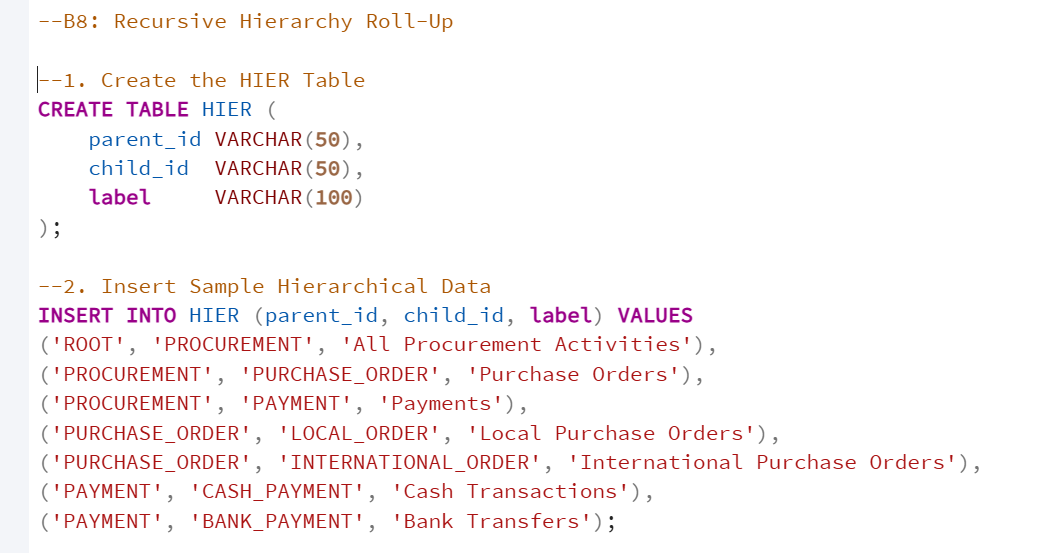 --B8: Recursive Hierarchy Roll-Up
--1. Create the HIER Table
CREATE TABLE HIER (
    parent_id VARCHAR(50),
    child_id  VARCHAR(50),
    label     VARCHAR(100)
);
--2. Insert Sample Hierarchical Data
INSERT INTO HIER (parent_id, child_id, label) VALUES
('ROOT', 'PROCUREMENT', 'All Procurement Activities'),
('PROCUREMENT', 'PURCHASE_ORDER', 'Purchase Orders'),
('PROCUREMENT', 'PAYMENT', 'Payments'),
('PURCHASE_ORDER', 'LOCAL_ORDER', 'Local Purchase Orders'),
('PURCHASE_ORDER', 'INTERNATIONAL_ORDER', 'International Purchase Orders'),
('PAYMENT', 'CASH_PAYMENT', 'Cash Transactions'),
('PAYMENT', 'BANK_PAYMENT', 'Bank Transfers');